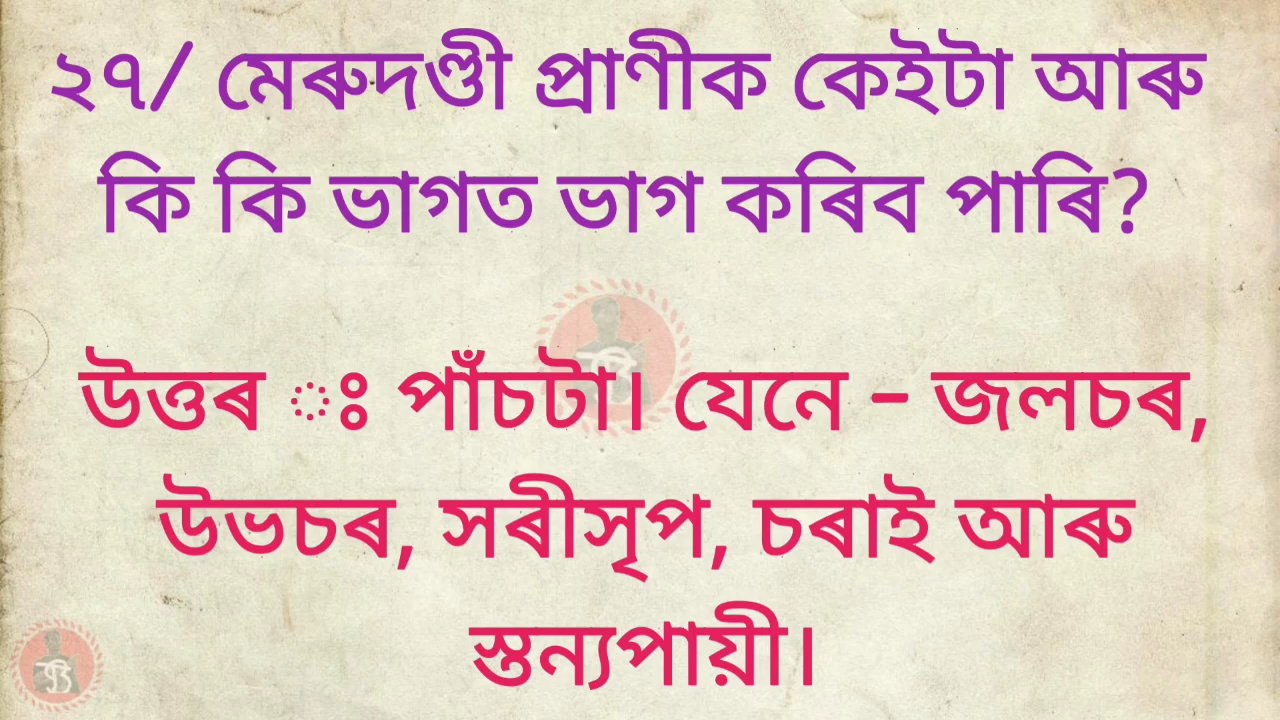 ২৭/ মেৰুদণ্ডী প্ৰাণীক কেইটা আৰু
কি কি ভাগত ভাগ কৰিব পাৰি?
উত্তৰ ঃ পাঁচটা। যেনে - জলচৰ,
উভচৰ, সৰীসৃপ, চৰাই আৰু
স্তন্যপায়ী।